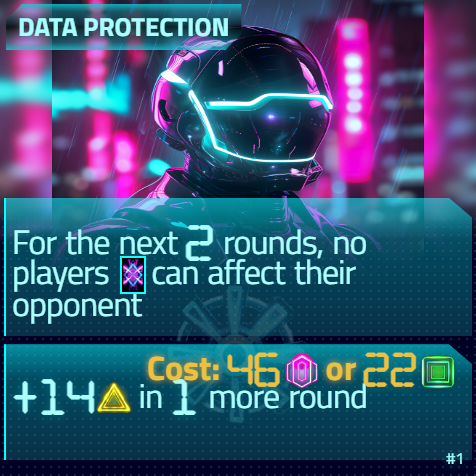 DATA PROTECTION
For the next 2 rounds, no
players can affect their
opponent
Cost: 46 or 22
+14 in 1 more round
#1